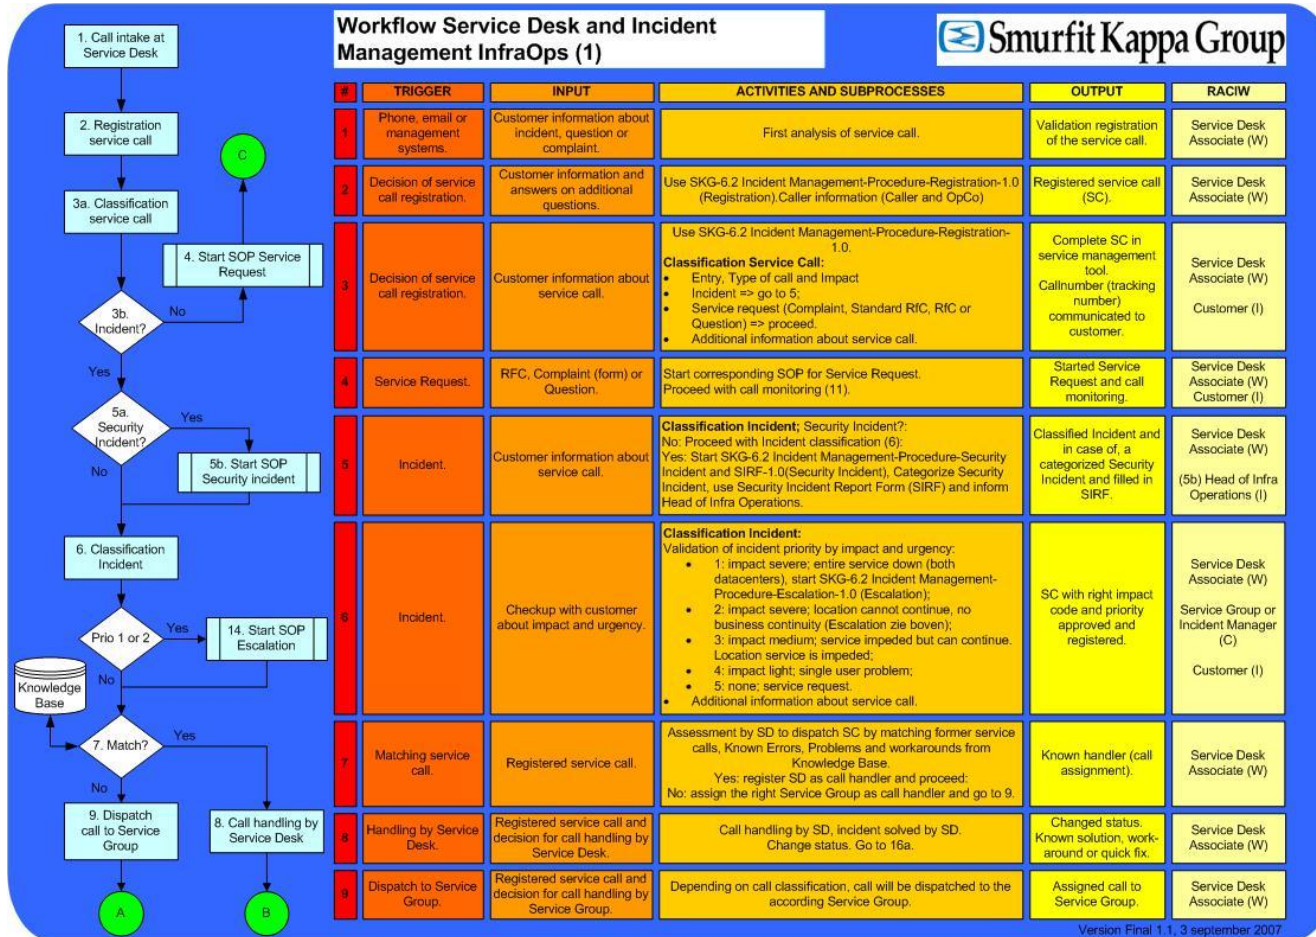 Workflow Service Desk and Incident
Management InfraOps (1)
Smurfit Kappa Group
1. Call intake at
Service Desk
2. Registration
service call
C
3a. Classification
service call
4. Start SOP Service
Request
3b.
Incident?
No
Yes
5a.
Security
Incident?
Yes
No
5b. Start SOP
Security incident
6. Classification
Incident
Prio 1 or 2
Yes
14. Start SOP
Escalation
No
Knowledge
Base
7. Match?
Yes
No
9. Dispatch
call to Service
Group
8. Call handling by
Service Desk
A
B
#
TRIGGER
INPUT
ACTIVITIES AND SUBPROCESSES
OUTPUT
RACIW
1
Phone, email or
management
systems.
Customer information about
incident, question or
complaint.
First analysis of service call.
Validation registration
of the service call.
Service Desk
Associate (W)
2
Decision of service
call registration.
Customer information and
answers on additional
questions.
Use SKG-6.2 Incident Management-Procedure-Registration-1.0
(Registration).Caller information (Caller and OpCo)
Registered service call
(SC).
Service Desk
Associate (W)
3
Decision of service
call registration.
Customer information about
service call.
Use SKG-6.2 Incident Management-Procedure-Registration-
1.0.
Classification Service Call:
• Entry, Type of call and Impact
• Incident => go to 5;
• Service request (Complaint, Standard RfC, RfC or
Question) => proceed.
• Additional information about service call.
Complete SC in
service management
tool.
Callnumber (tracking
number)
communicated to
customer.
Service Desk
Associate (W)
Customer (I)
4
Service Request.
RFC, Complaint (form) or
Question.
Start corresponding SOP for Service Request.
Proceed with call monitoring (11).
Started Service
Request and call
monitoring.
Service Desk
Associate (W)
Customer (I)
5
Incident.
Customer information about
service call.
Classification Incident; Security Incident?:
No: Proceed with Incident classification (6):
Yes: Start SKG-6.2 Incident Management-Procedure-Security
Incident and SIRF-1.0(Security Incident), Categorize Security
Incident, use Security Incident Report Form (SIRF) and inform
Head of Infra Operations.
Classified Incident and
in case of, a
categorized Security
Incident and filled in
SIRF.
Service Desk
Associate (W)
(5b) Head of Infra
Operations (I)
6
Incident.
Checkup with customer
about impact and urgency.
Classification Incident:
Validation of incident priority by impact and urgency:
• 1: impact severe; entire service down (both
datacenters), start SKG-6.2 Incident Management-
Procedure-Escalation-1.0 (Escalation);
• 2: impact severe; location cannot continue, no
business continuity (Escalation zie boven);
• 3: impact medium; service impeded but can continue.
Location service is impeded;
• 4: impact light; single user problem;
• 5: none; service request.
• Additional information about service call.
SC with right impact
code and priority
approved and
registered.
Service Desk
Associate (W)
Service Group or
Incident Manager
(C)
Customer (I)
7
Matching service
call.
Registered service call.
Assessment by SD to dispatch SC by matching former service
calls, Known Errors, Problems and workarounds from
Knowledge Base.
Yes: register SD as call handler and proceed:
No: assign the right Service Group as call handler and go to 9.
Known handler (call
assignment).
Service Desk
Associate (W)
8
Handling by Service
Desk.
Registered service call and
decision for call handling by
Service Desk.
Call handling by SD, incident solved by SD.
Change status. Go to 16a.
Changed status.
Known solution, work-
around or quick fix.
Service Desk
Associate (W)
9
Dispatch to Service
Group.
Registered service call and
decision for call handling by
Service Group.
Depending on call classification, call will be dispatched to the
according Service Group.
Assigned call to
Service Group.
Service Desk
Associate (W)
Version Final 1.1, 3 september 2007